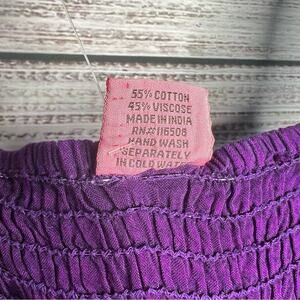 55% COTTON
45% VISCOSE
MADE IN INDIA
RN# 116508
HAND WASH
SEPARATELY
IN COLD WATER